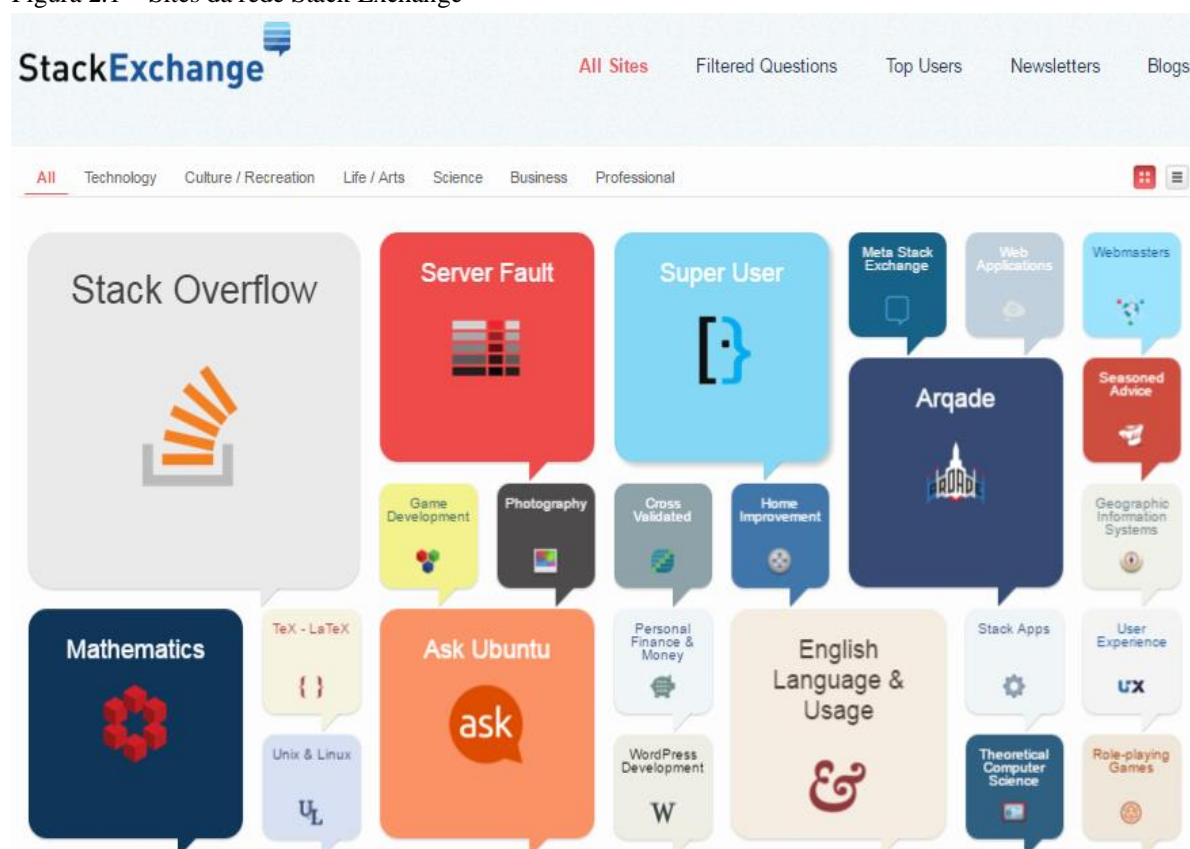 Figura 2.1 – Sites da rede Stack Exchange
StackExchange
All Sites Filtered Questions Top Users Newsletters Blogs
All Technology Culture / Recreation Life / Arts Science Business Professional
Stack Overflow
Server Fault
Super User
Meta Stack
Exchange
Web
Applications
Webmasters
Arqade
Seasoned
Advice
Game
Development
Photography
Cross
Validated
Home
Improvement
Geographic
Information
Systems
Mathematics
TeX - LaTeX
{ }
Ask Ubuntu
ask
Personal
Finance &
Money
English
Language &
Usage
&
Stack Apps
User
Experience
UX
Unix & Linux
UL
WordPress
Development
W
Theoretical
Computer
Science
Role-playing
Games